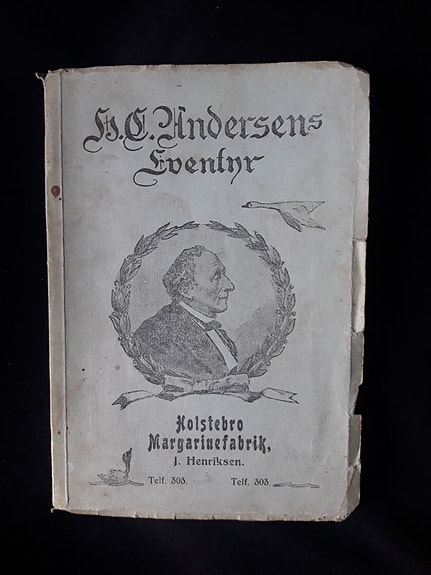 H.C. Andersens
Eventyr
Holstebro
Margarinefabrik,
J. Henriksen.
Telf. 303. Telf. 303.